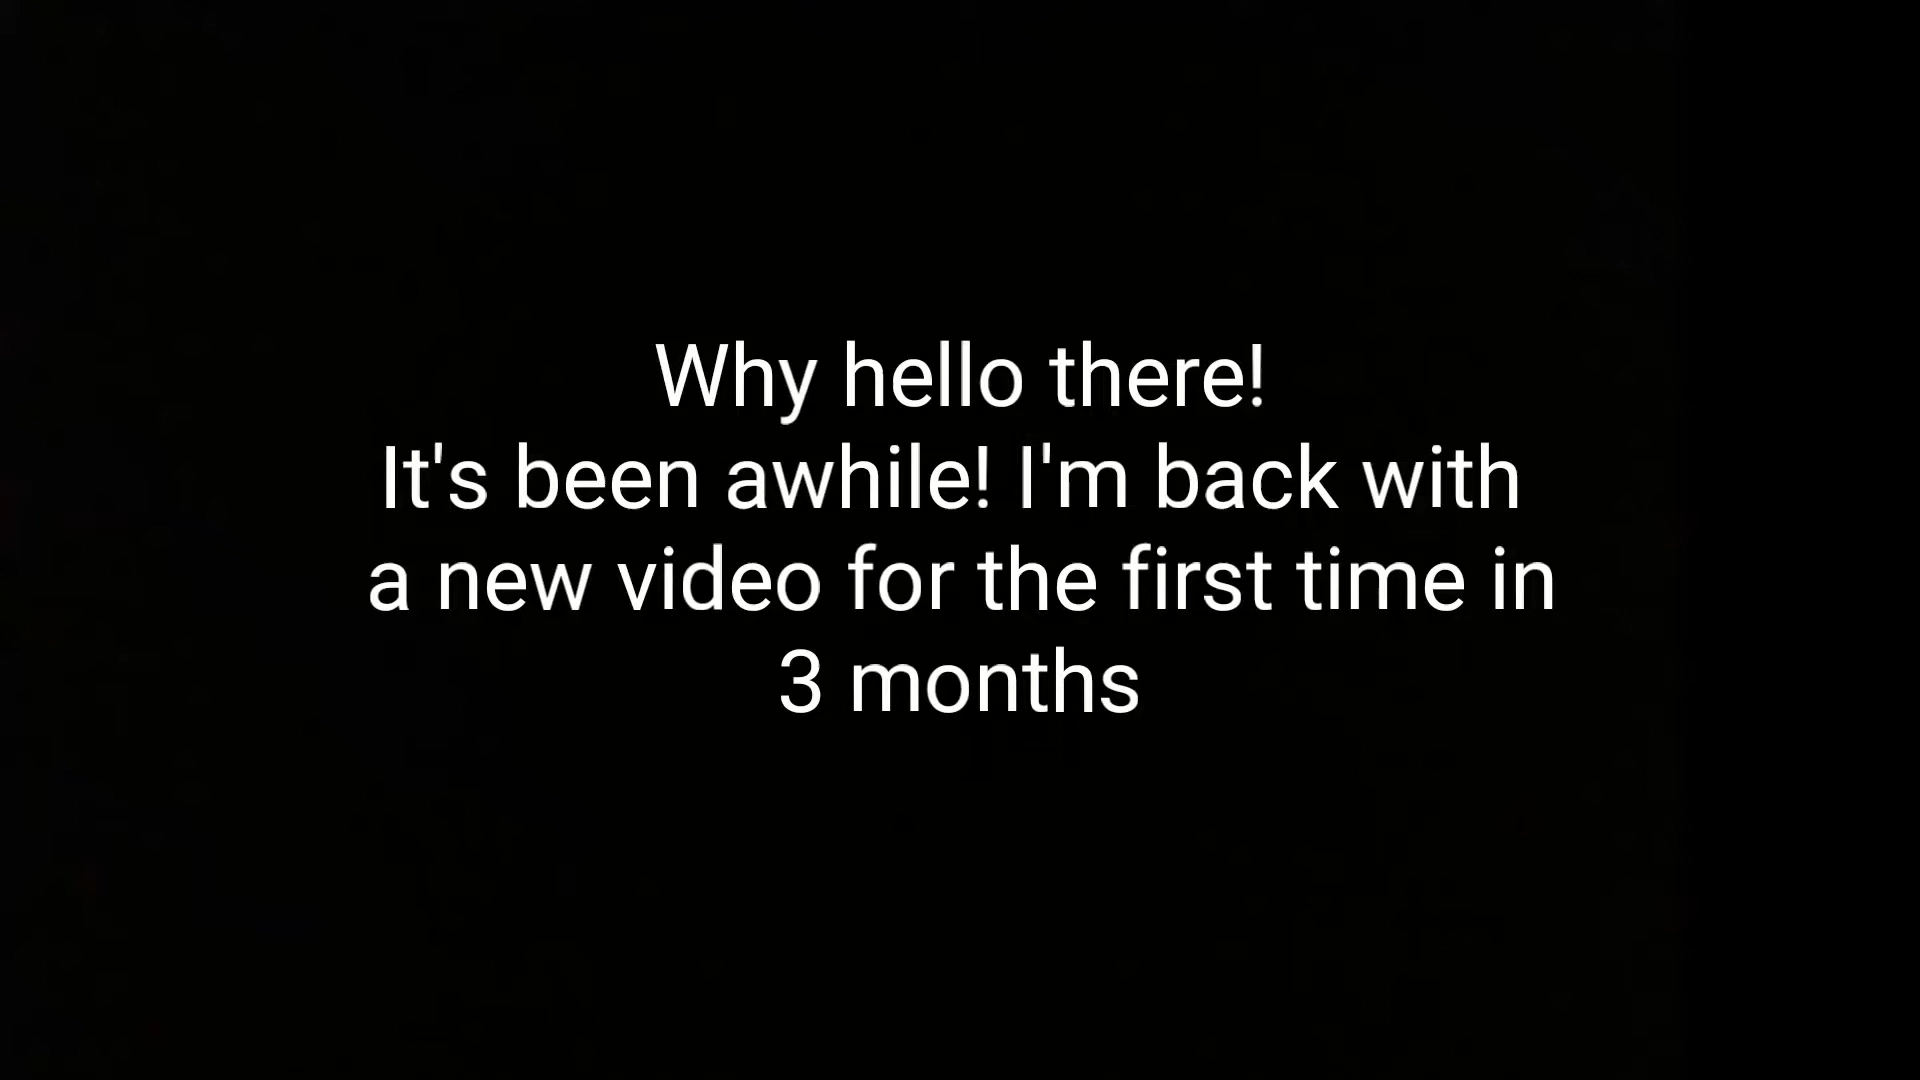 Why hello there!
It's been awhile! I'm back with
a new video for the first time in
3 months